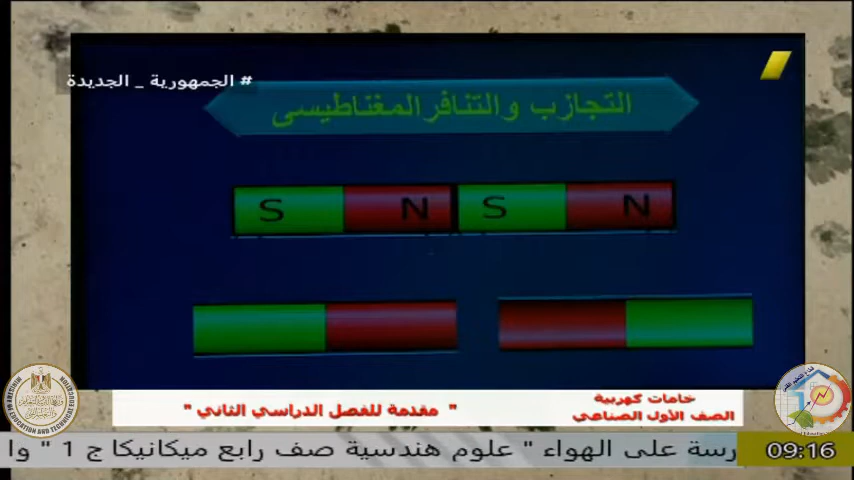 # الجمهورية _ الجديدة
التجازب والتنافر المغناطيسى
S N S N
خامات كهربية
الصف الأول الصناعي
" مقدمة للفصل الدراسي الثاني "
رسة على الهواء " علوم هندسية صف رابع ميكانيكا ج 1 " وا
09:16